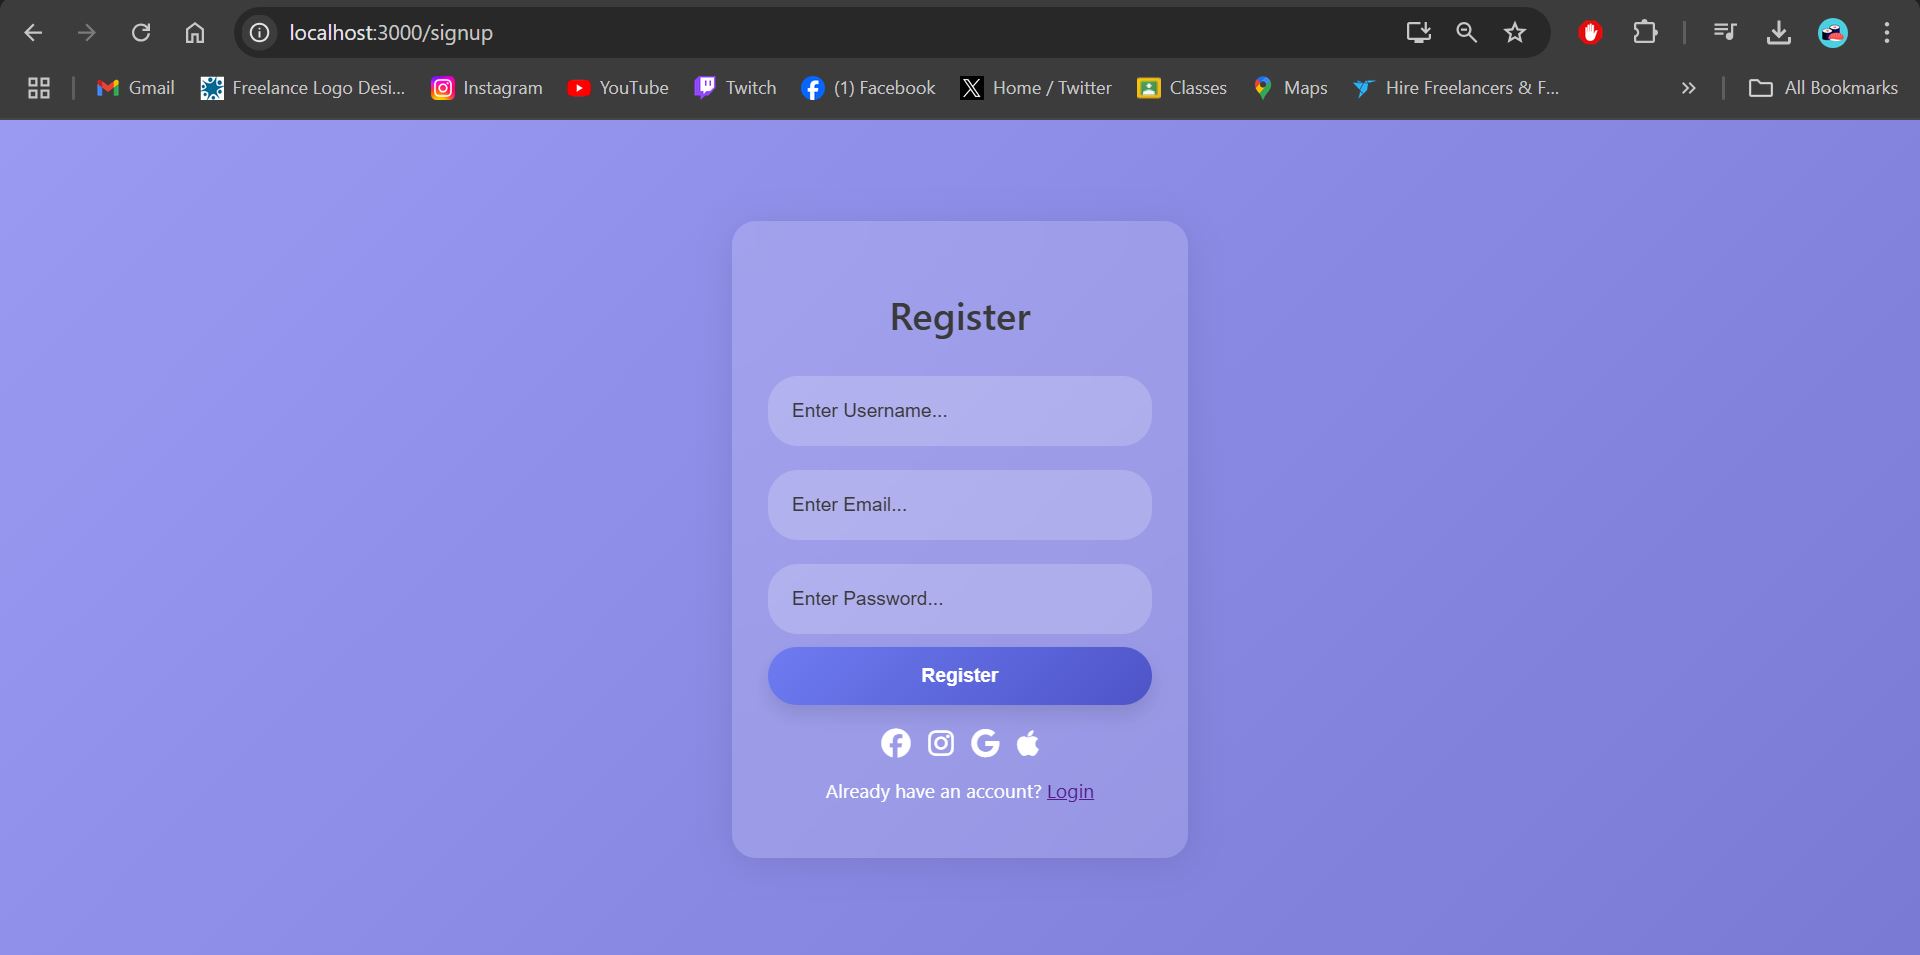 localhost:3000/signup
Gmail Freelance Logo Desi... Instagram YouTube Twitch (1) Facebook Home / Twitter Classes Maps Hire Freelancers & F... » All Bookmarks
Register
Enter Username...
Enter Email...
Enter Password...
Register
Already have an account? Login